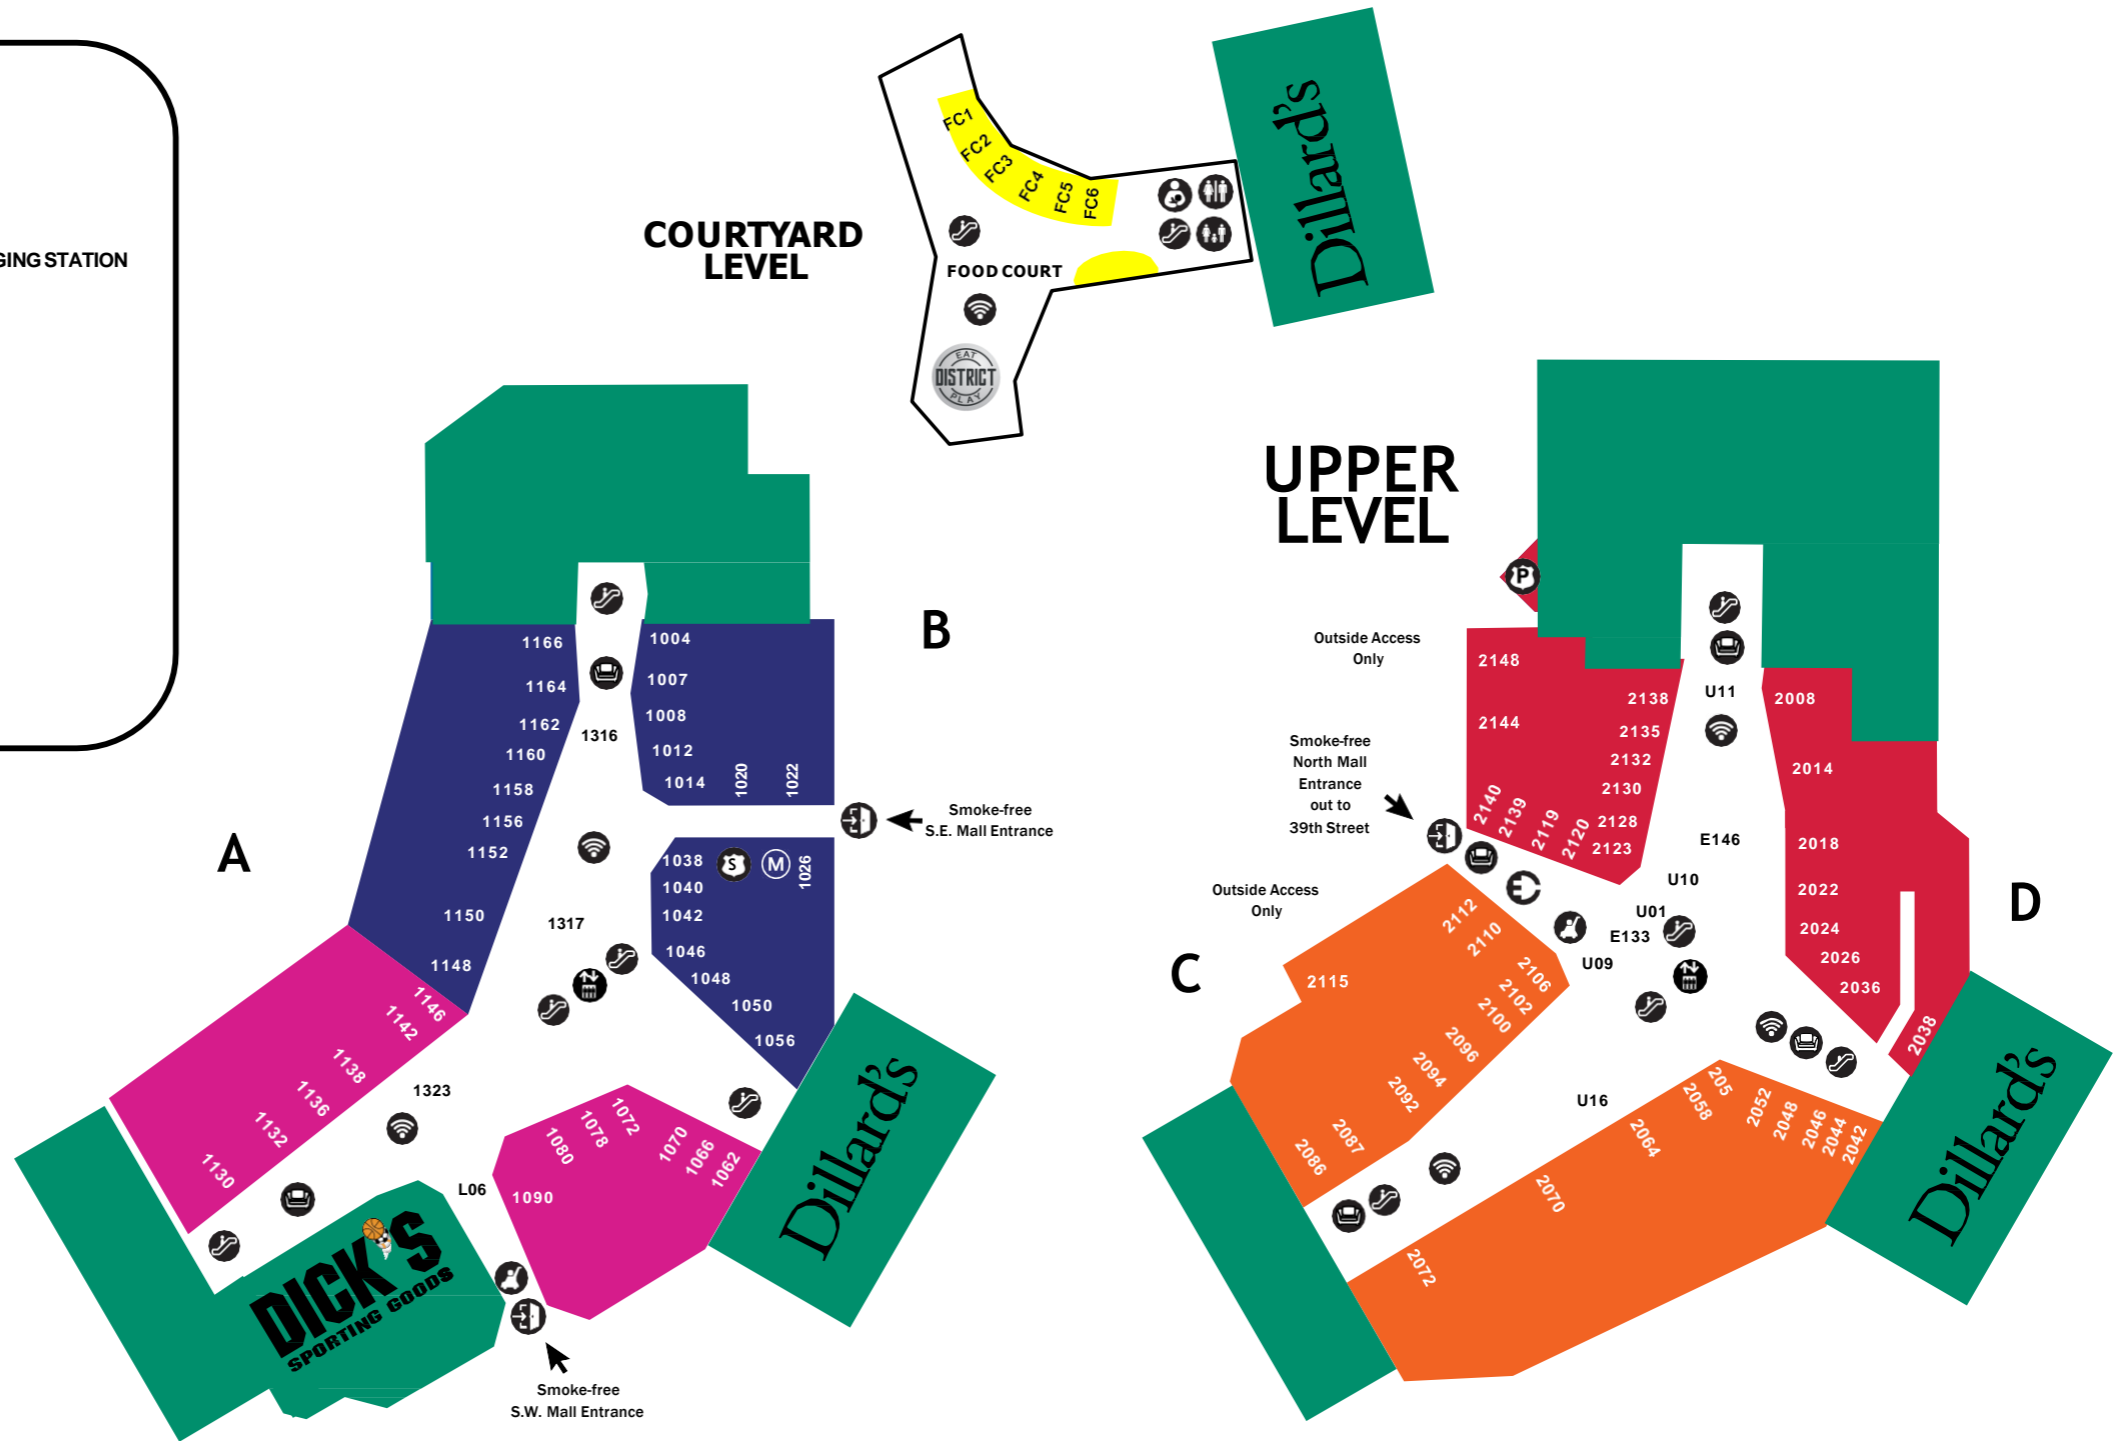 GING STATION
COURTYARD
LEVEL
FC1
FC2
FC3
FC4
FC5
FC6
FOOD COURT
EAT
DISTRICT
PLAY
Dillard's
A
B
1166
1164
1162
1160
1158
1156
1152
1150
1148
1316
1317
1004
1007
1008
1012
1014
1020
1022
Smoke-free
S.E. Mall Entrance
1038
S
M
1026
1040
1042
1046
1048
1050
1056
1146
1142
1138
1136
1132
1130
1323
L06
1080
1078
1072
1070
1066
1062
1090
Dillard's
DICK'S
SPORTING GOODS
Smoke-free
S.W. Mall Entrance
UPPER
LEVEL
P
Outside Access
Only
2148
2144
2138
2135
2132
2130
2128
2123
2140
2139
2119
2120
Smoke-free
North Mall
Entrance
out to
39th Street
U11
E146
U10
U01
E133
U09
U16
2008
2014
2018
2022
2024
2026
2036
2038
D
Outside Access
Only
C
2115
2112
2110
2106
2102
2100
2096
2094
2092
2087
2086
205
2058
2052
2048
2046
2044
2042
2064
2070
2072
Dillard's